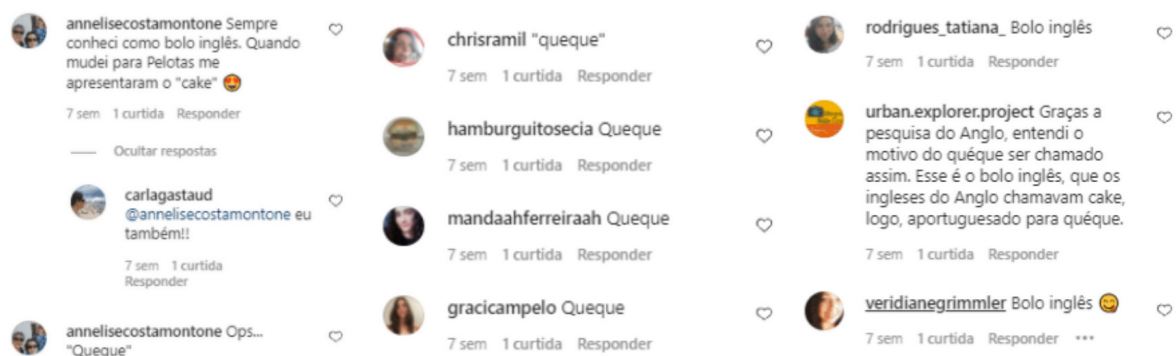 annelisecostamontone Sempre
conheci como bolo inglês. Quando
mudei para Pelotas me
apresentaram o "cake" 😍
7 sem 1 curtida Responder
Ocultar respostas
carlagastaud
@annelisecostamontone eu
também!!
7 sem 1 curtida
Responder
annelisecostamontone Ops...
"Queque"
chrisramil "queque"
7 sem 1 curtida Responder
hamburguitosecia Queque
7 sem 1 curtida Responder
mandaahferreiraah Queque
7 sem 1 curtida Responder
gracicampelo Queque
7 sem 1 curtida Responder
rodrigues_tatiana_ Bolo inglês
7 sem 1 curtida Responder
urban.explorer.project Graças a
pesquisa do Anglo, entendi o
motivo do quéque ser chamado
assim. Esse é o bolo inglês, que os
ingleses do Anglo chamavam cake,
logo, aportuguesado para quéque.
7 sem 1 curtida Responder
veridianegrimmler Bolo inglês 😋
7 sem 1 curtida Responder •••